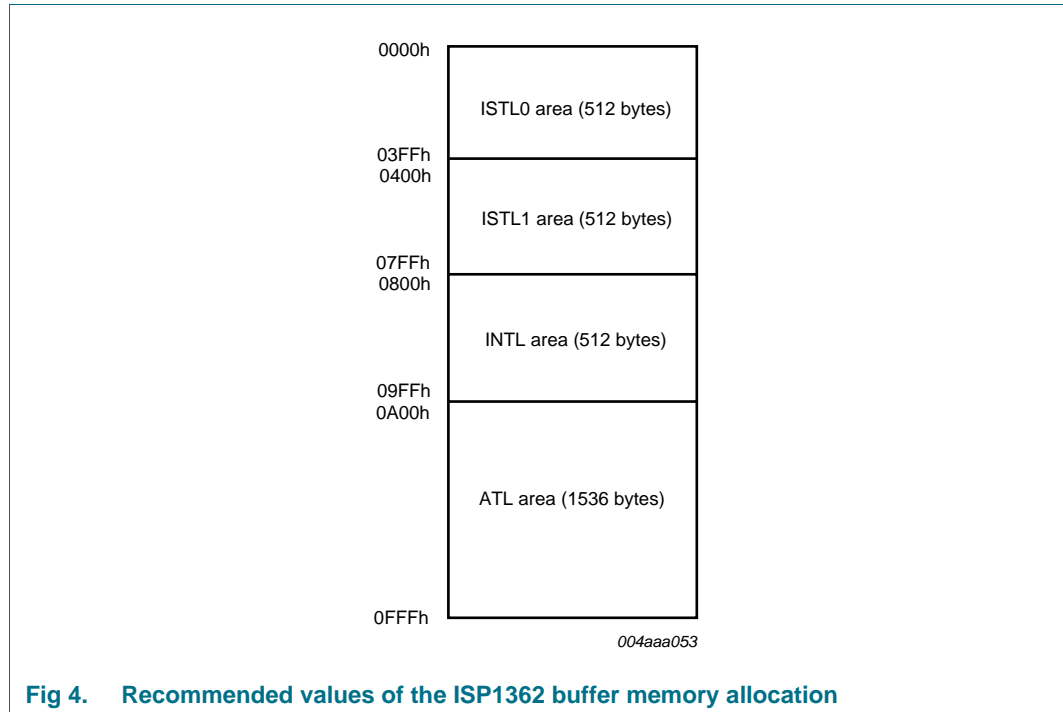 0000h
ISTL0 area (512 bytes)
03FFh
0400h
ISTL1 area (512 bytes)
07FFh
0800h
INTL area (512 bytes)
09FFh
0A00h
ATL area (1536 bytes)
0FFFh
004aaa053
Fig 4. Recommended values of the ISP1362 buffer memory allocation